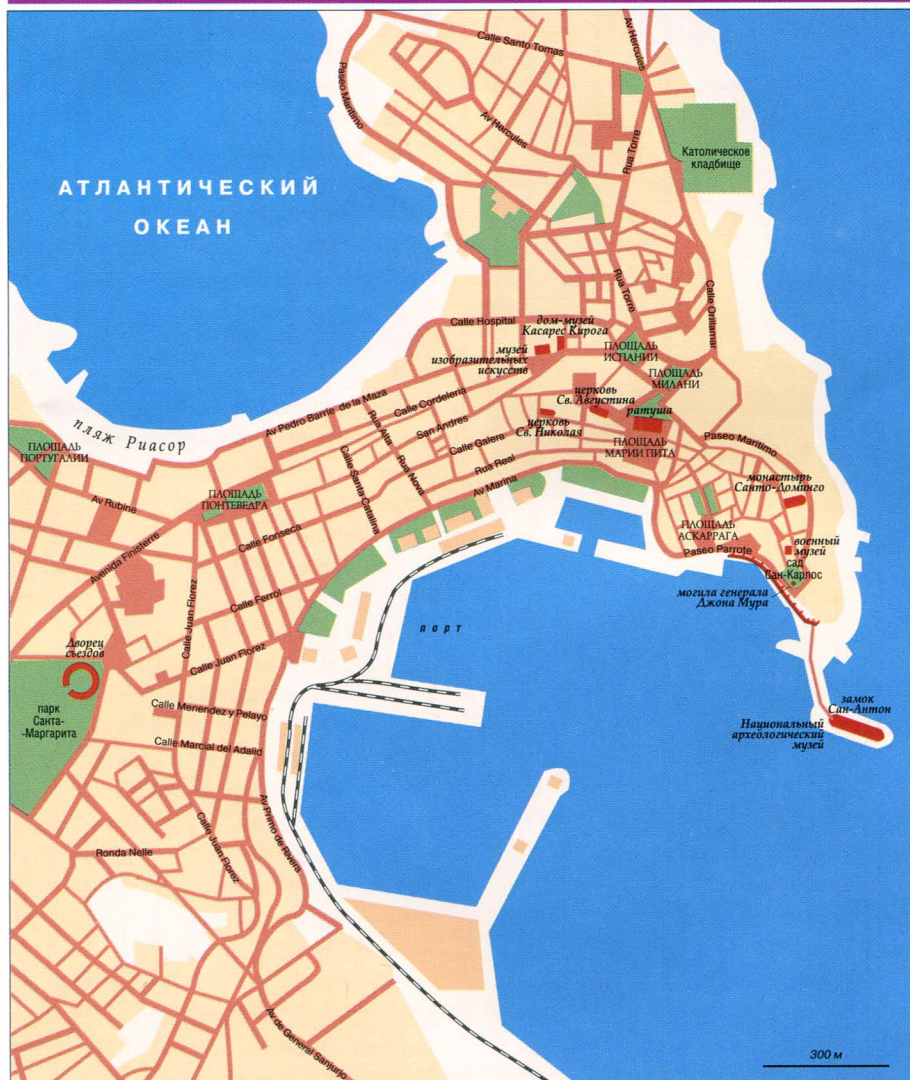 Calle Santo Tomas
Av Hercules
Paseo Maritimo
Av Hercules
Rua Torre
Католическое
кладбище
АТЛАНТИЧЕСКИЙ
ОКЕАН
Rua Torre
Calle Orillamar
Calle Hospital
дом-музей
Касарес Кирога
музей
изобразительных
искусств
ПЛОЩАДЬ
ИСПАНИИ
ПЛОЩАДЬ
МИЛАНИ
церковь
Св. Августина
ратуша
церковь
Св. Николая
ПЛОЩАДЬ
МАРИИ ПИТА
Av Pedro Barrie de la Maza
Calle Cordeleria
Rua Alta
San Andres
Calle Galera
Rua Nova
Rua Real
Av Marina
Calle Santa Catalina
Paseo Maritimo
пляж Риасор
ПЛОЩАДЬ
ПОРТУГАЛИИ
Av Rubine
ПЛОЩАДЬ
ПОНТЕВЕДРА
Calle Fonseca
Avenida Finisterre
монастырь
Санто-Доминго
ПЛОЩАДЬ
АСКАРРАГА
Paseo Parrote
военный
музей
сад
Сан-Карлос
могила генерала
Джона Мура
Calle Ferrol
Calle Juan Florez
Calle Juan Florez
порт
Дворец
съездов
парк
Санта-
-Маргарита
Calle Menendez y Pelayo
Calle Marcial del Adalid
замок
Сан-Антон
Национальный
археологический
музей
Av Primo de Rivera
Calle Juan Florez
Ronda Nelle
Av de General Sanjurjo
300 м